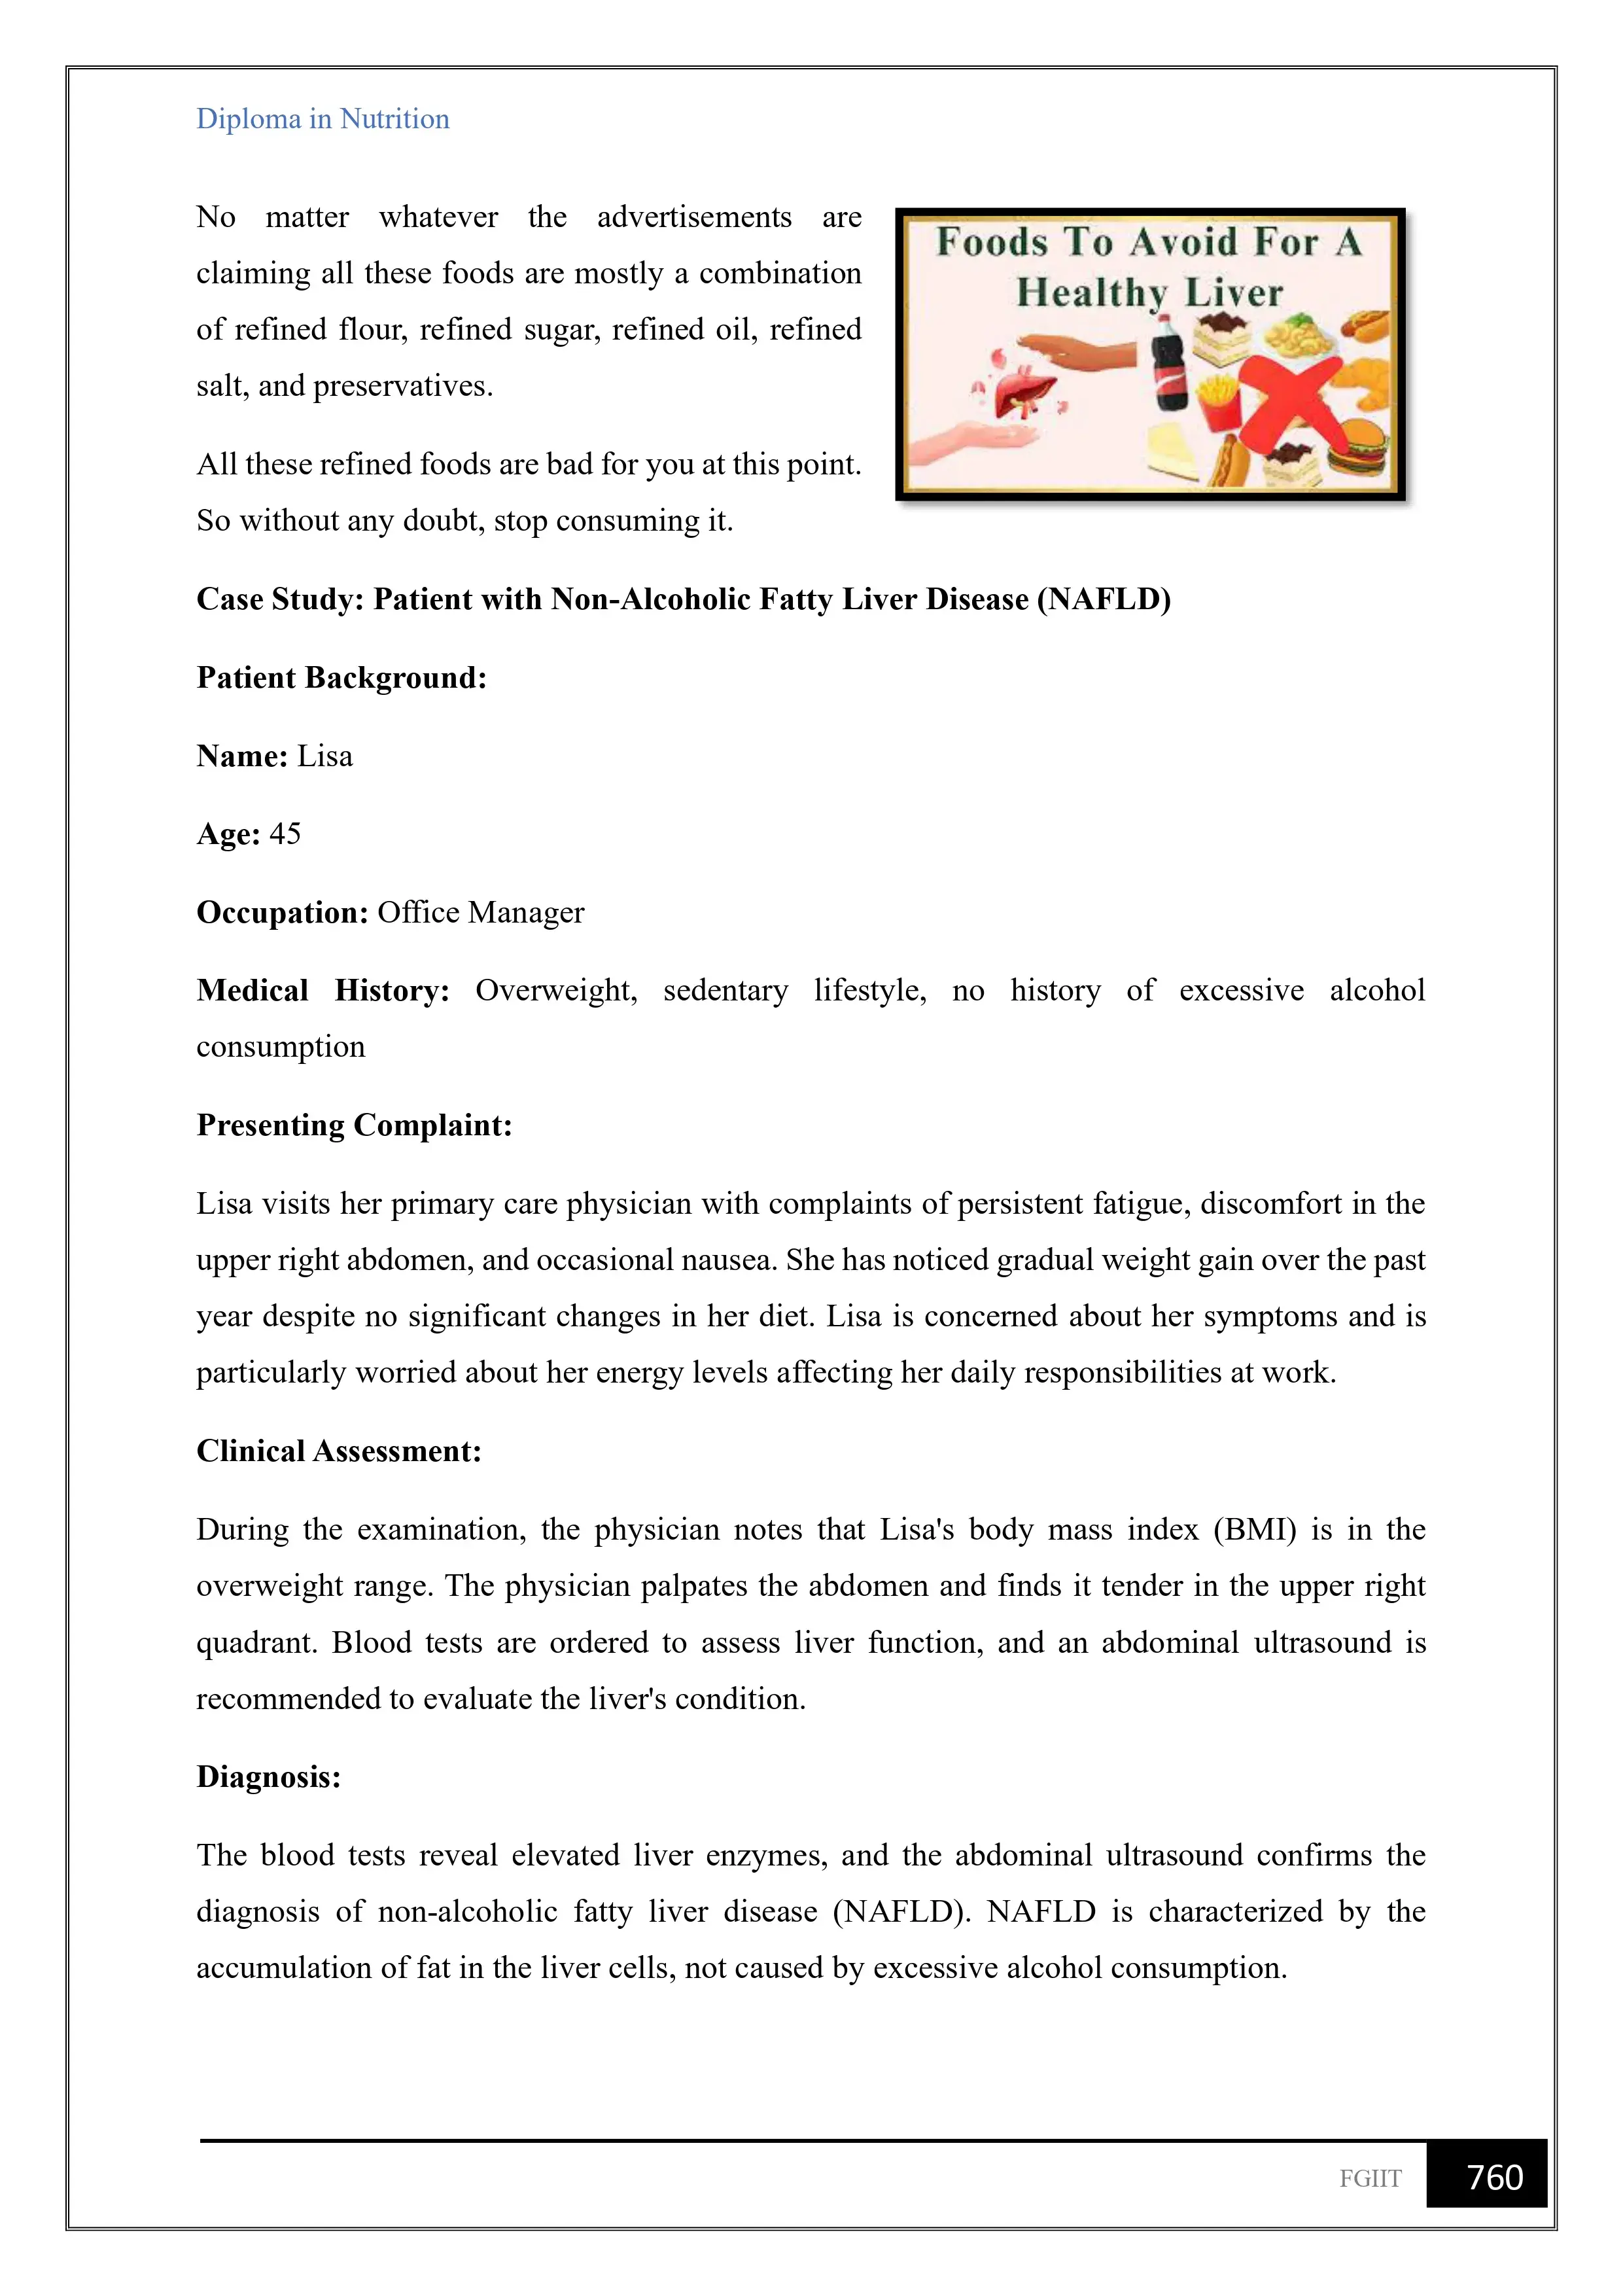 Diploma in Nutrition
No matter whatever the advertisements are
claiming all these foods are mostly a combination
of refined flour, refined sugar, refined oil, refined
salt, and preservatives.
All these refined foods are bad for you at this point.
So without any doubt, stop consuming it.
Foods To Avoid For A
Healthy Liver
Case Study: Patient with Non-Alcoholic Fatty Liver Disease (NAFLD)
Patient Background:
Name: Lisa
Age: 45
Occupation: Office Manager
Medical History: Overweight, sedentary lifestyle, no history of excessive alcohol
consumption
Presenting Complaint:
Lisa visits her primary care physician with complaints of persistent fatigue, discomfort in the
upper right abdomen, and occasional nausea. She has noticed gradual weight gain over the past
year despite no significant changes in her diet. Lisa is concerned about her symptoms and is
particularly worried about her energy levels affecting her daily responsibilities at work.
Clinical Assessment:
During the examination, the physician notes that Lisa's body mass index (BMI) is in the
overweight range. The physician palpates the abdomen and finds it tender in the upper right
quadrant. Blood tests are ordered to assess liver function, and an abdominal ultrasound is
recommended to evaluate the liver's condition.
Diagnosis:
The blood tests reveal elevated liver enzymes, and the abdominal ultrasound confirms the
diagnosis of non-alcoholic fatty liver disease (NAFLD). NAFLD is characterized by the
accumulation of fat in the liver cells, not caused by excessive alcohol consumption.
FGIIT 760